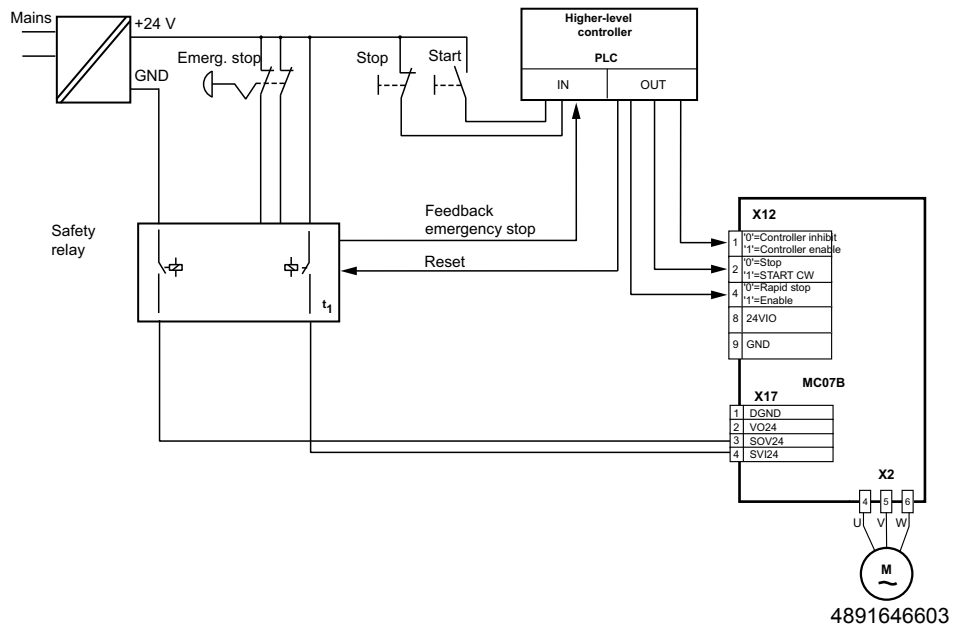 Mains
+24 V
GND
Emerg. stop
Stop
Start
Higher-level
controller
PLC
IN
OUT
Safety
relay
Feedback
emergency stop
Reset
t1
X12
1 '0'=Controller inhibit
'1'=Controller enable
2 '0'=Stop
'1'=START CW
4 '0'=Rapid stop
'1'=Enable
8 24VIO
9 GND
MC07B
X17
1 DGND
2 VO24
3 SOV24
4 SVI24
X2
4 5 6
U V W
M
~
4891646603